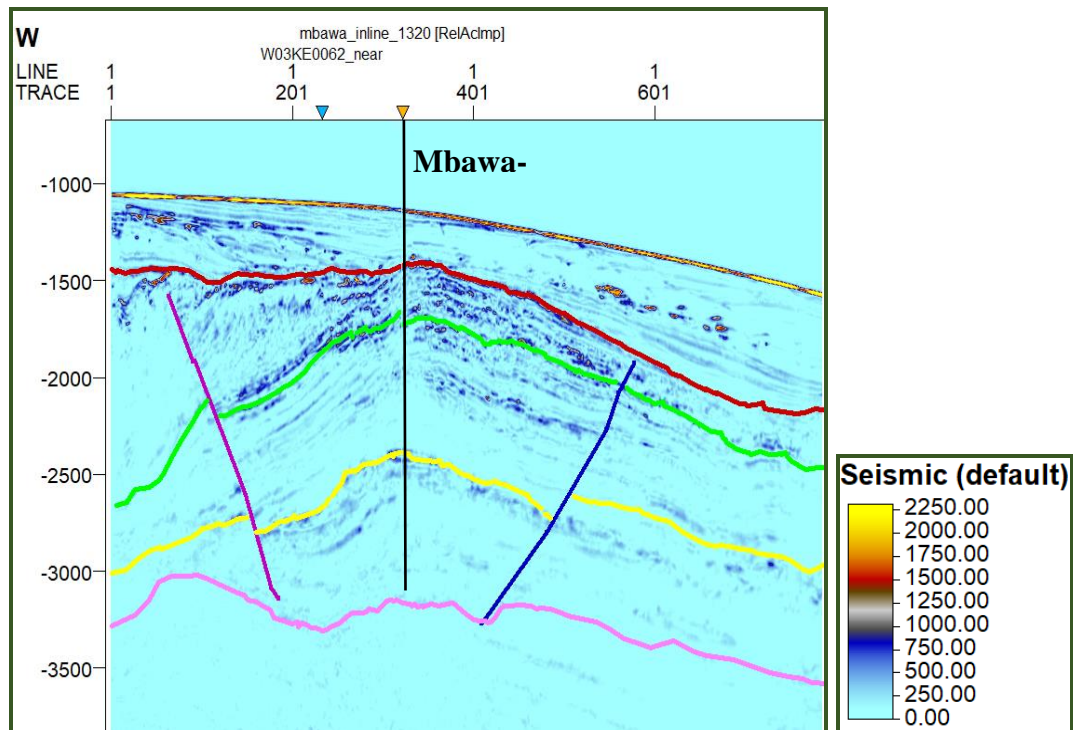 W
mbawa_inline_1320 [RelAcImp]
W03KE0062_near
LINE 1 1 1 1
TRACE 1 201 401 601
Mbawa-
-1000
-1500
-2000
-2500
-3000
-3500
Seismic (default)
2250.00
2000.00
1750.00
1500.00
1250.00
1000.00
750.00
500.00
250.00
0.00